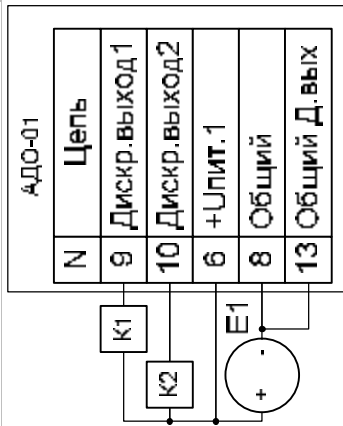 АДО-01
N Цепь
9 Дискр.выход1
10 Дискр.выход2
6 +Uпит.1
8 Общий
13 Общий Д.вых
K1
K2
E1
+ -